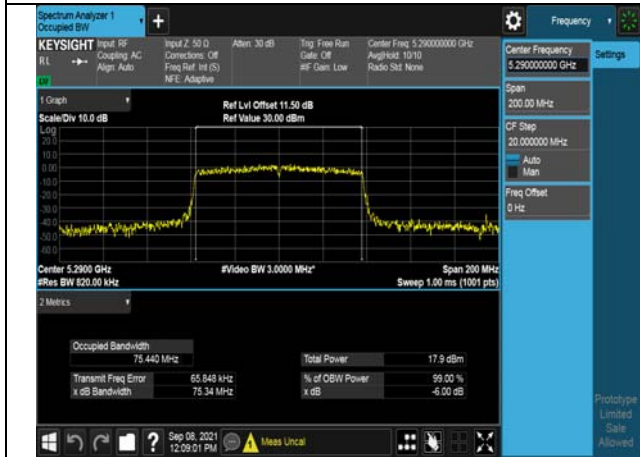 Spectrum Analyzer 1
Occupied BW
Frequency
KEYSIGHT
Input: RF
Coupling: AC
Align: Auto
Input Z: 50 Ω
Corrections: Off
Freq Ref: Int (S)
NFE: Adaptive
Atten: 30 dB
Trig: Free Run
Gate: Off
#IF Gain: Low
Center Freq: 5.290000000 GHz
Avg|Hold: 10/10
Radio Std: None
RL
Center Frequency
5.290000000 GHz
Settings
Span
200.00 MHz
CF Step
20.000000 MHz
Auto
Man
Freq Offset
0 Hz
1 Graph
Scale/Div 10.0 dB
Ref Lvl Offset 11.50 dB
Ref Value 30.00 dBm
Log
20.0
10.0
0.00
-10.0
-20.0
-30.0
-40.0
-50.0
-60.0
Center 5.2900 GHz
#Video BW 3.0000 MHz*
Span 200 MHz
#Res BW 820.00 kHz
Sweep 1.00 ms (1001 pts)
2 Metrics
Occupied Bandwidth
75.440 MHz
Total Power
17.9 dBm
Transmit Freq Error
65.848 kHz
% of OBW Power
99.00 %
x dB Bandwidth
75.34 MHz
x dB
-6.00 dB
Prototype
Limited
Sale
Allowed
?
Sep 08, 2021
12:09:01 PM
Meas Uncal